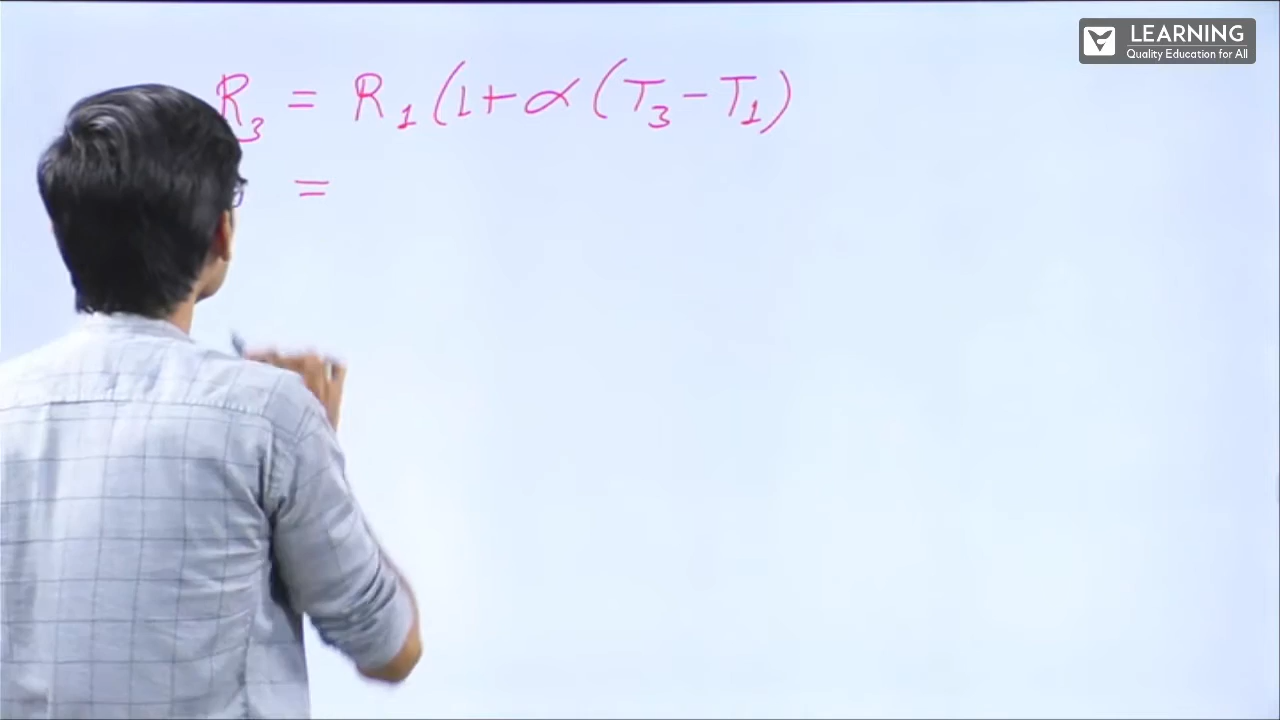 LEARNING
Quality Education for All
R₃ = R₁(1+α(T₃−T₁)
=